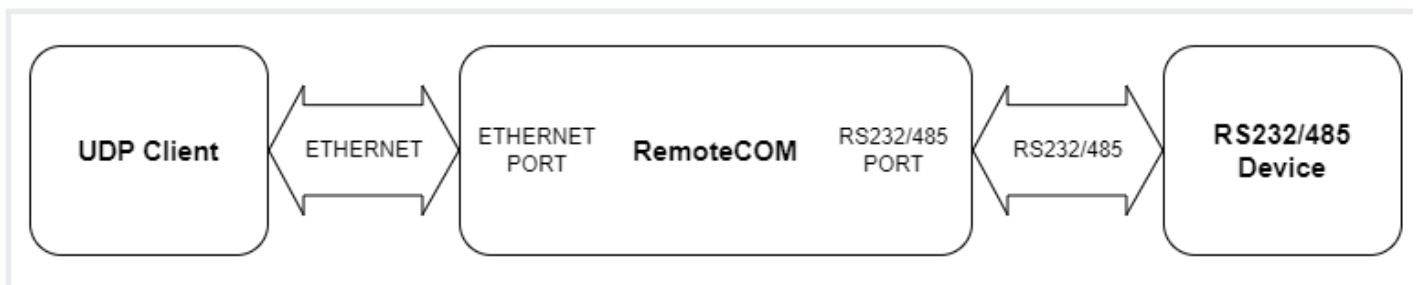 UDP Client
ETHERNET
ETHERNET
PORT
RemoteCOM
RS232/485
PORT
RS232/485
RS232/485
Device